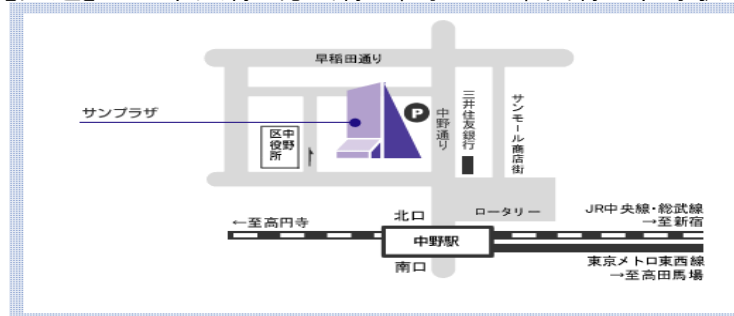 早稲田通り
サンプラザ
P
中野通り
三井住友銀行
サンモール商店街
中野
区役所
北口
ロータリー
JR中央線・総武線
→至新宿
←至高円寺
中野駅
南口
東京メトロ東西線
→至高田馬場